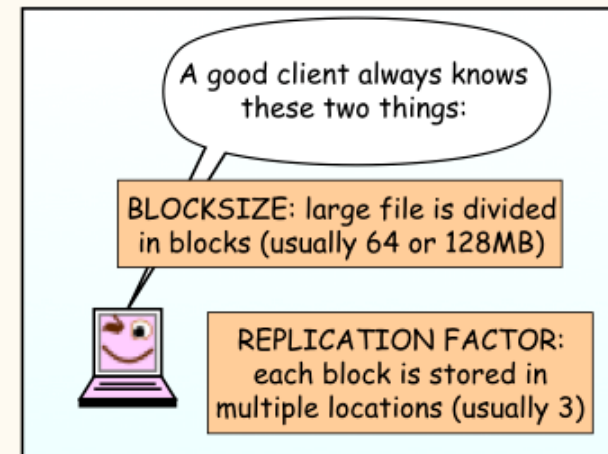 A good client always knows
these two things:
BLOCKSIZE: large file is divided
in blocks (usually 64 or 128MB)
REPLICATION FACTOR:
each block is stored in
multiple locations (usually 3)